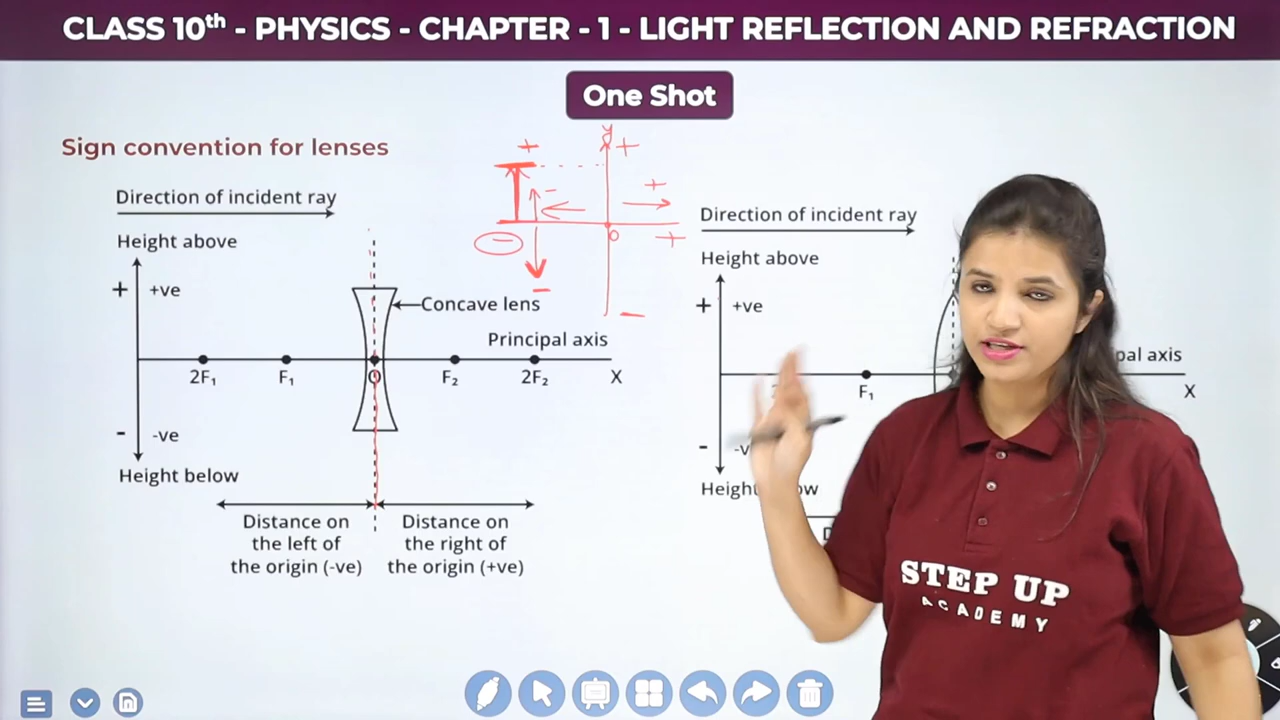 CLASS 10th - PHYSICS - CHAPTER - 1 - LIGHT REFLECTION AND REFRACTION
One Shot
Sign convention for lenses
Direction of incident ray
Height above
+ +ve
Concave lens
Principal axis
2F₁ F₁ O F₂ 2F₂ X
- -ve
Height below
Distance on
the left of
the origin (-ve)
Distance on
the right of
the origin (+ve)
y
+ +
- +
- O +
- -
Direction of incident ray
Height above
+ +ve
pal axis
F₁ X
- -v
Height ow
D
STEP UP
ACADEMY